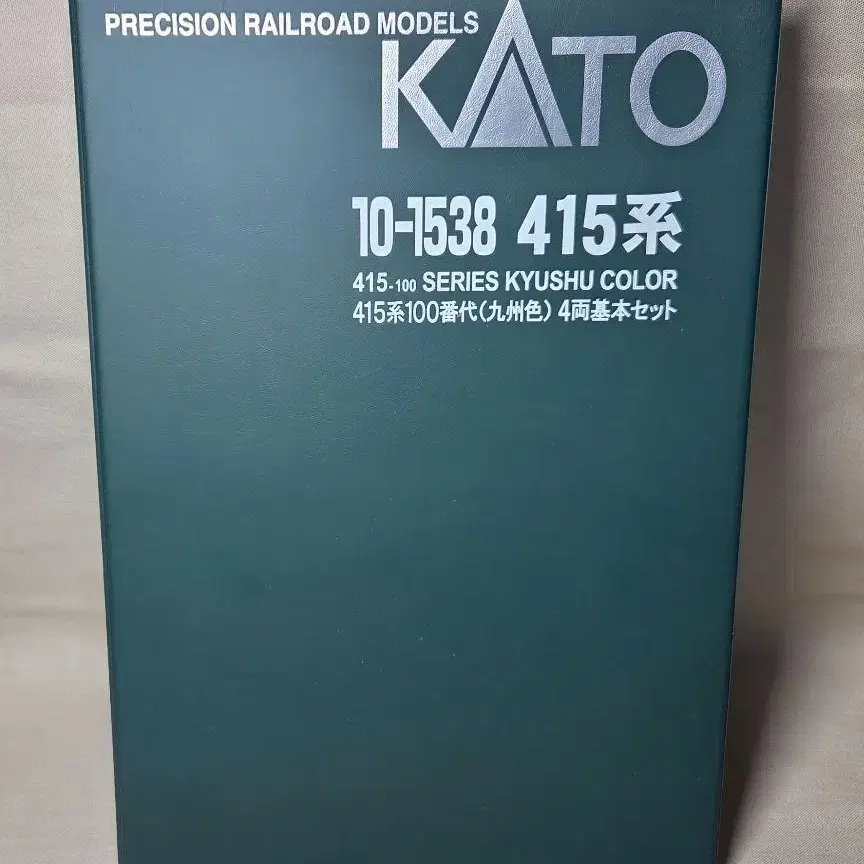 PRECISION RAILROAD MODELS
KATO
10-1538 415系
415-100 SERIES KYUSHU COLOR
415系100番代(九州色) 4両基本セット